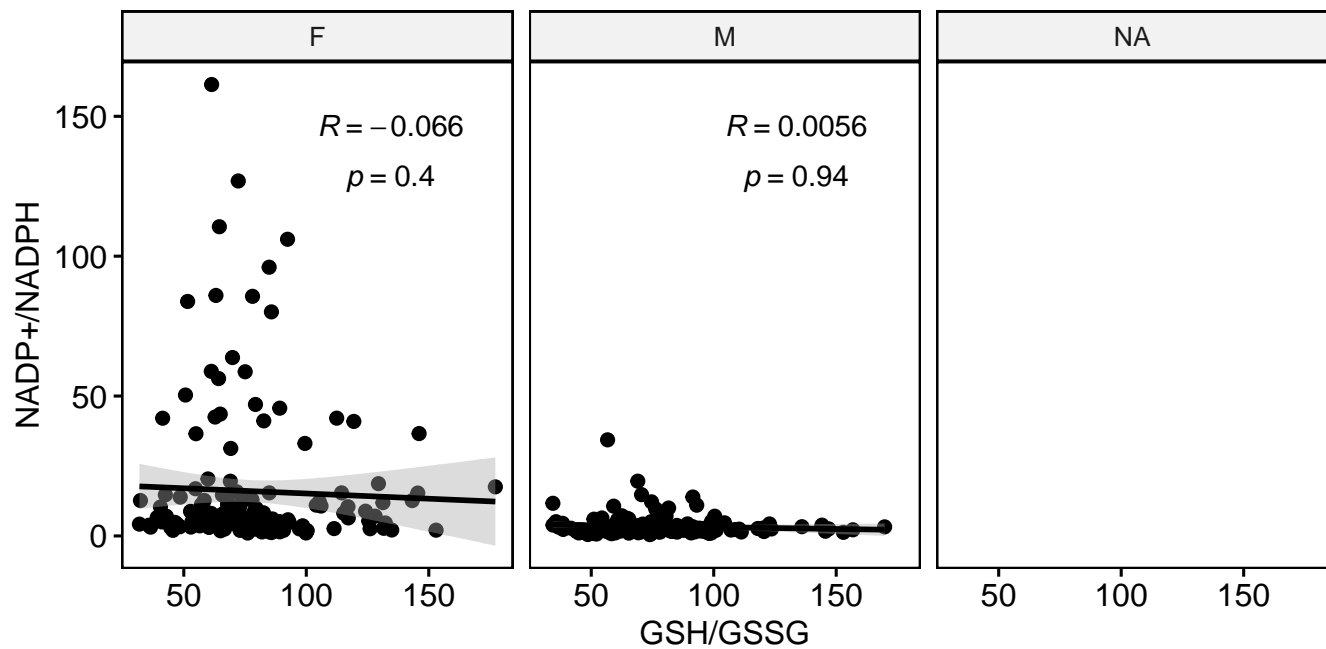 F
M
NA
R = −0.066
p = 0.4
R = 0.0056
p = 0.94
NADP+/NADPH
150
100
50
0
50 100 150
50 100 150
50 100 150
GSH/GSSG